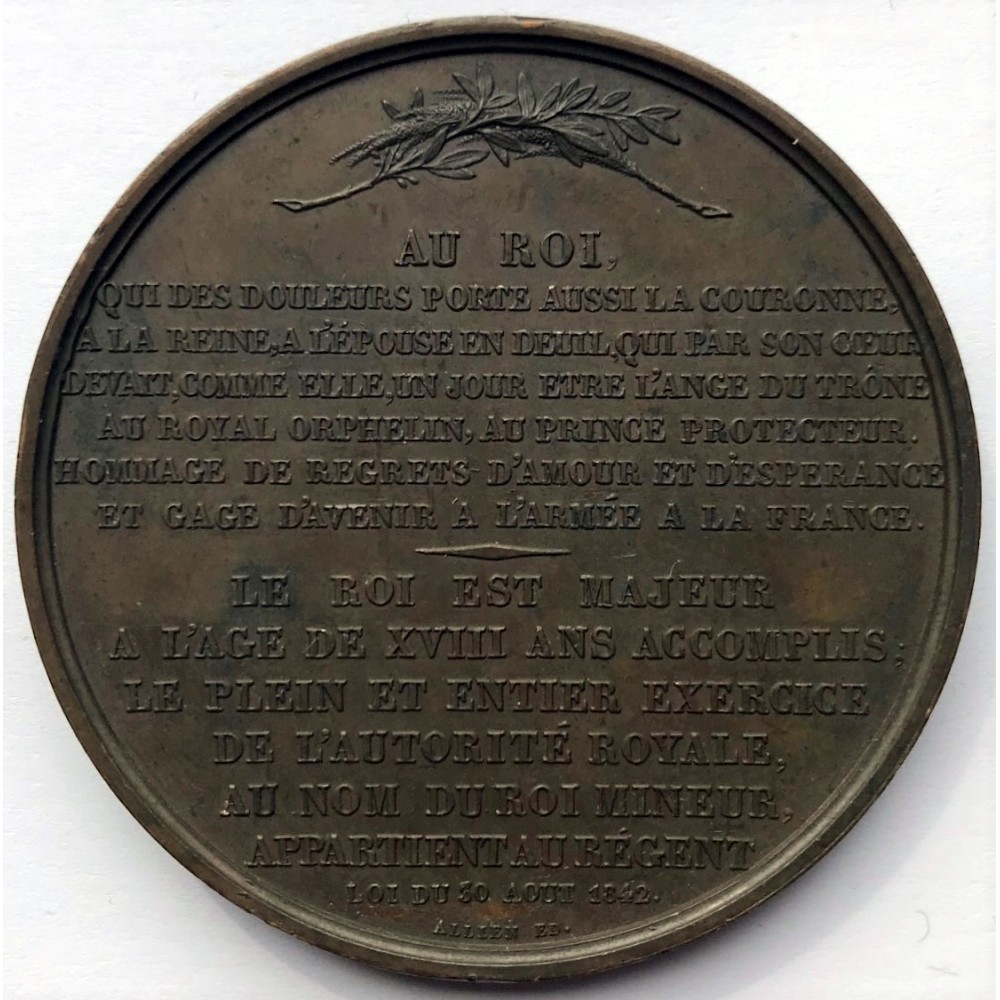 AU ROI,
QUI DES DOULEURS PORTE AUSSI LA COURONNE,
A LA REINE, A L'ÉPOUSE EN DEUIL, QUI PAR SON CŒUR
DEVAIT, COMME ELLE, UN JOUR ETRE L'ANGE DU TRÔNE
AU ROYAL ORPHELIN, AU PRINCE PROTECTEUR.
HOMMAGE DE REGRETS D'AMOUR ET D'ESPERANCE
ET GAGE D'AVENIR A L'ARMÉE A LA FRANCE.
LE ROI EST MAJEUR
A L'AGE DE XVIII ANS ACCOMPLIS;
LE PLEIN ET ENTIER EXERCICE
DE L'AUTORITÉ ROYALE,
AU NOM DU ROI MINEUR,
APPARTIENT AU RÉGENT
LOI DU 30 AOUT 1842.
ALLIEN ED.